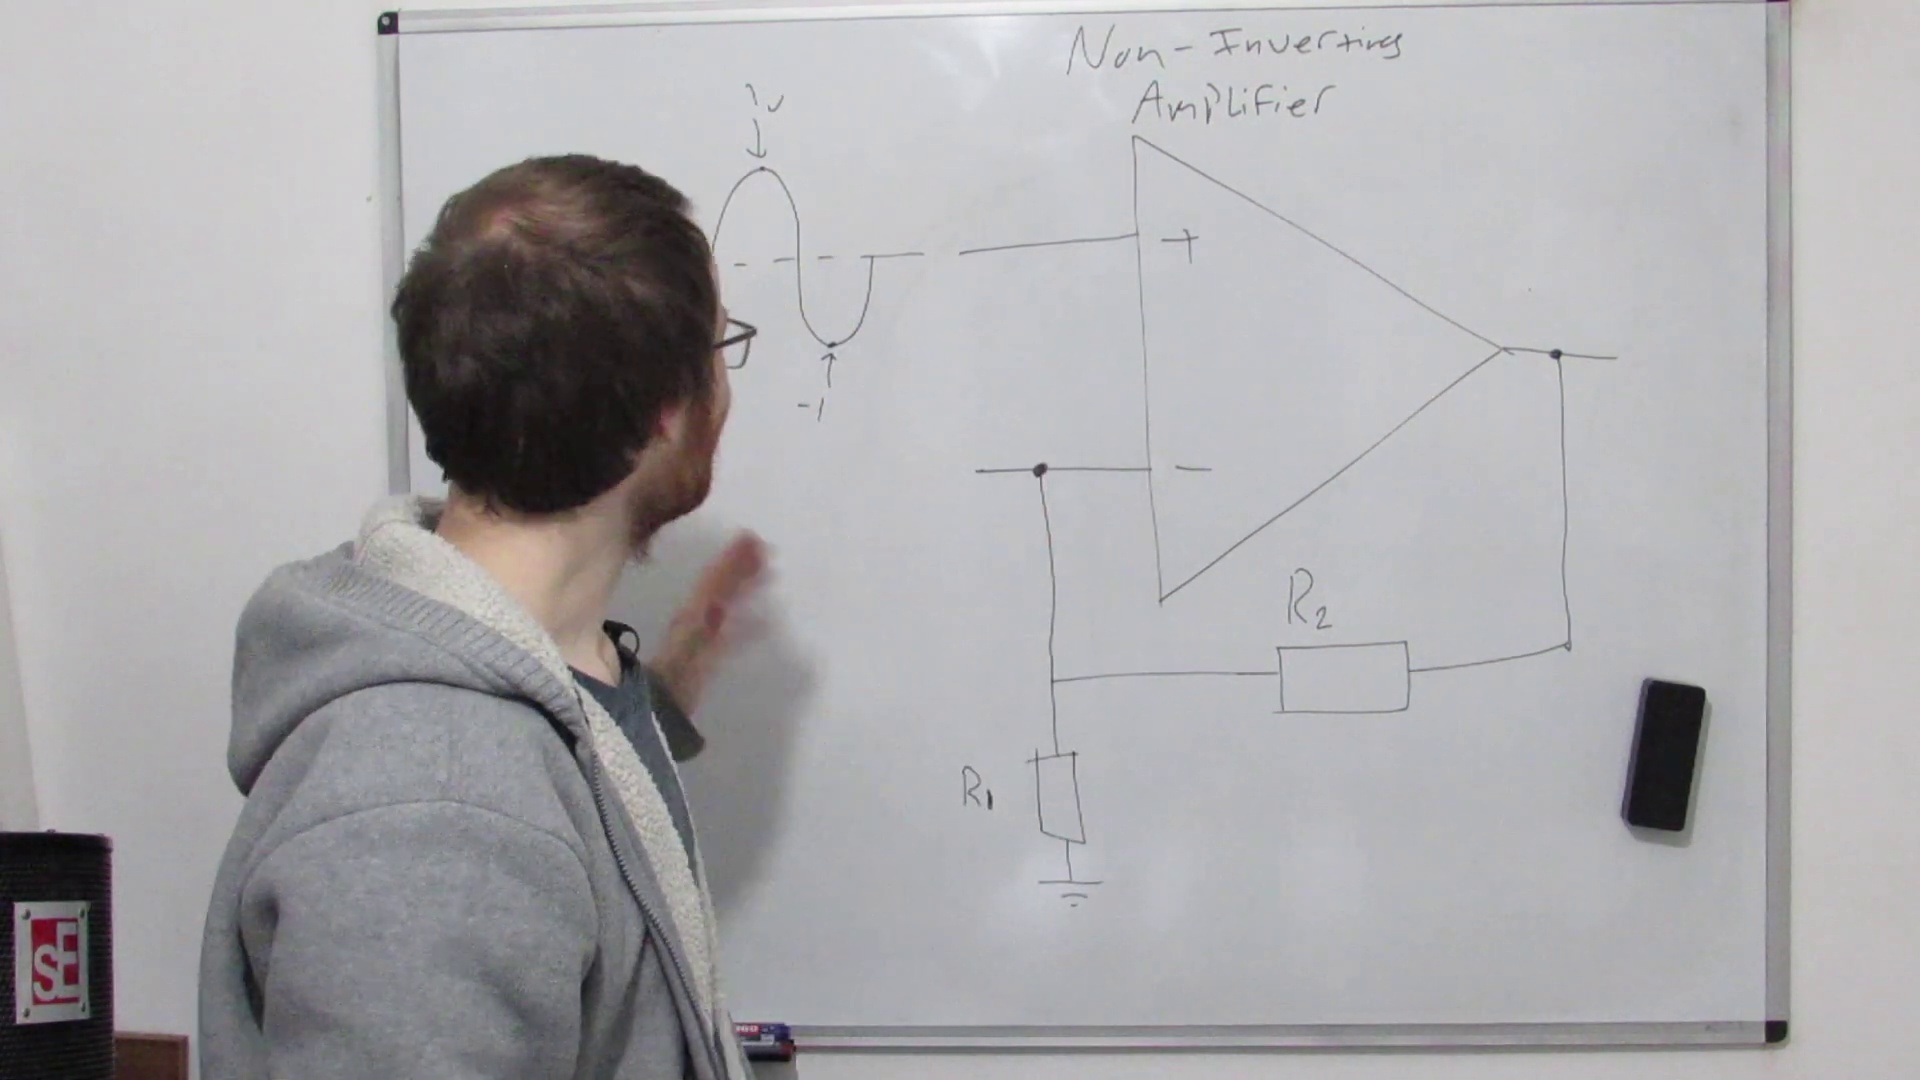 Non-Inverting
Amplifier
1v
+
-1
−
R2
R1
sE